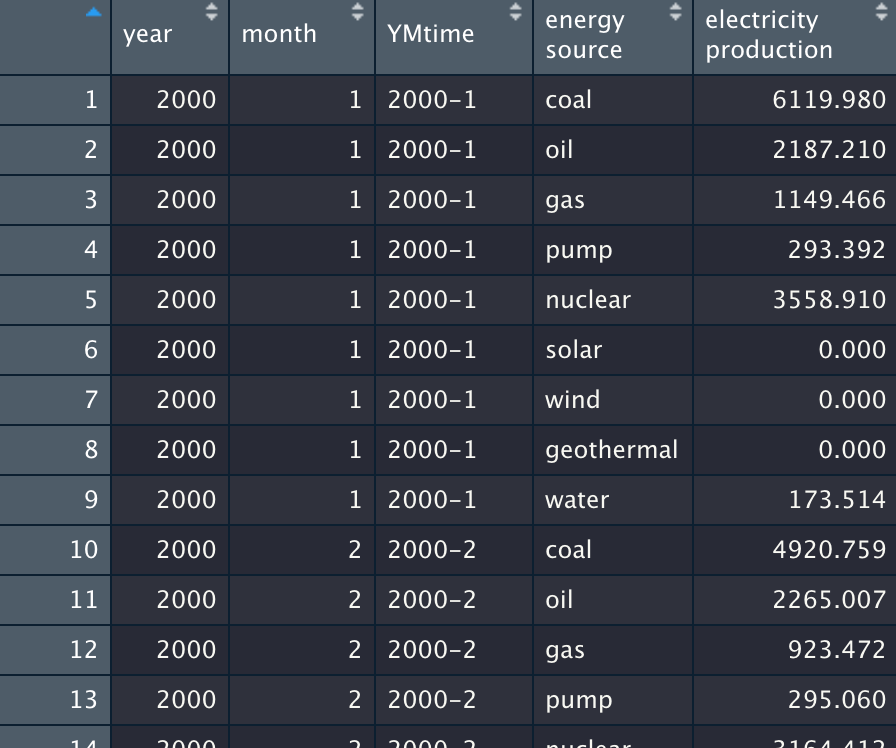 year month YMtime energy source electricity production
1 2000 1 2000-1 coal 6119.980
2 2000 1 2000-1 oil 2187.210
3 2000 1 2000-1 gas 1149.466
4 2000 1 2000-1 pump 293.392
5 2000 1 2000-1 nuclear 3558.910
6 2000 1 2000-1 solar 0.000
7 2000 1 2000-1 wind 0.000
8 2000 1 2000-1 geothermal 0.000
9 2000 1 2000-1 water 173.514
10 2000 2 2000-2 coal 4920.759
11 2000 2 2000-2 oil 2265.007
12 2000 2 2000-2 gas 923.472
13 2000 2 2000-2 pump 295.060
14 2000 2 2000-2 nuclear